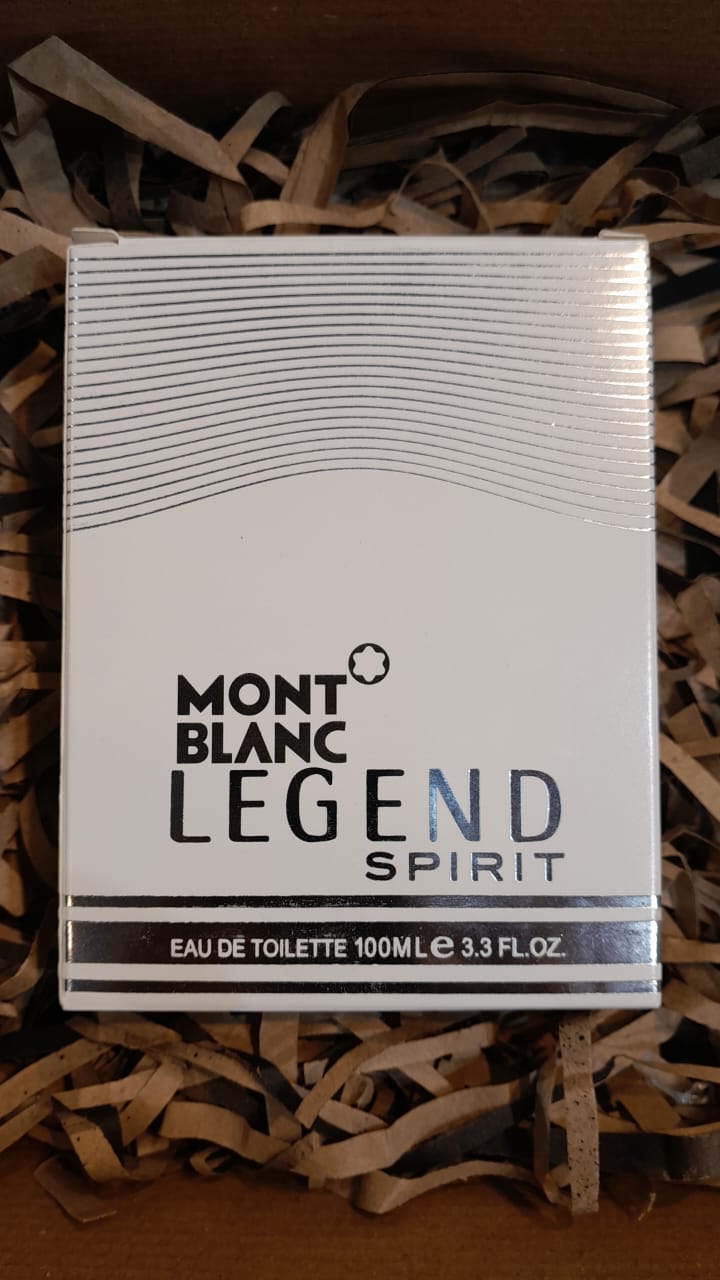 MONT
BLANC
LEGEND
SPIRIT
EAU DE TOILETTE 100ML e 3.3 FL.OZ.